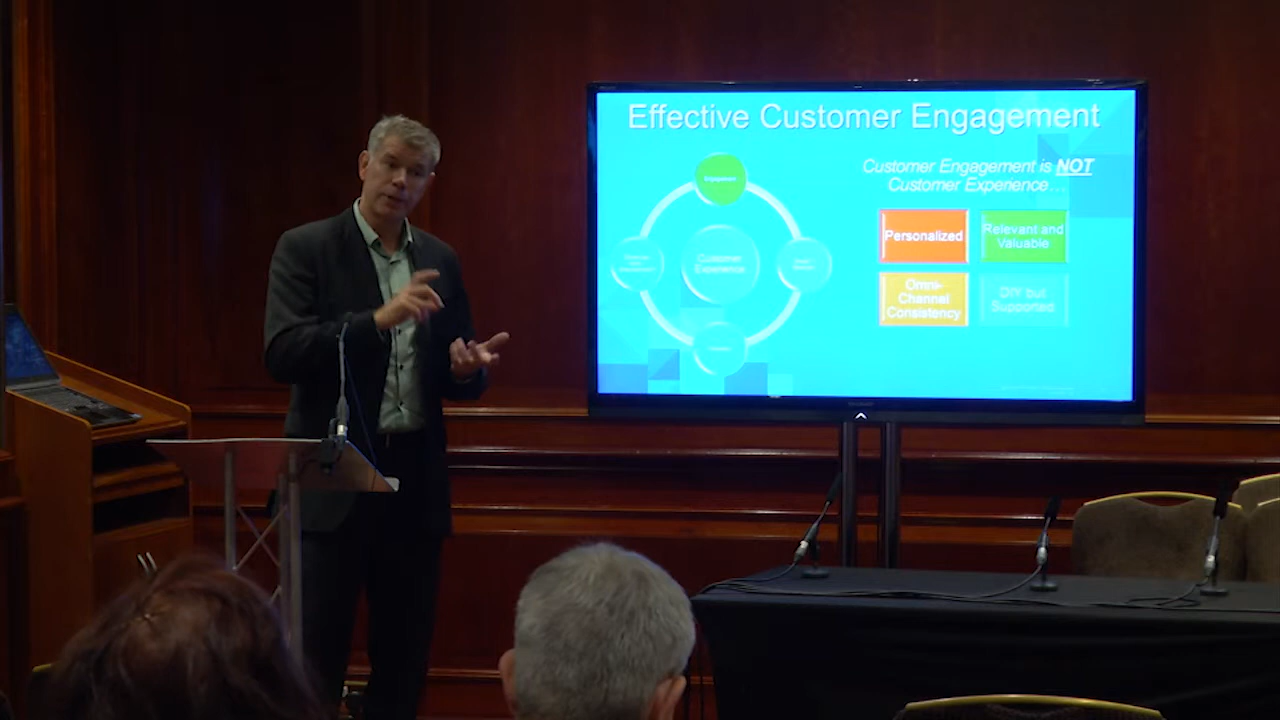 Effective Customer Engagement
Customer Engagement is NOT
Customer Experience…
Engagement
Customer
Experience
Personalized
Relevant and
Valuable
Omni-
Channel
Consistency
DIY but
Supported